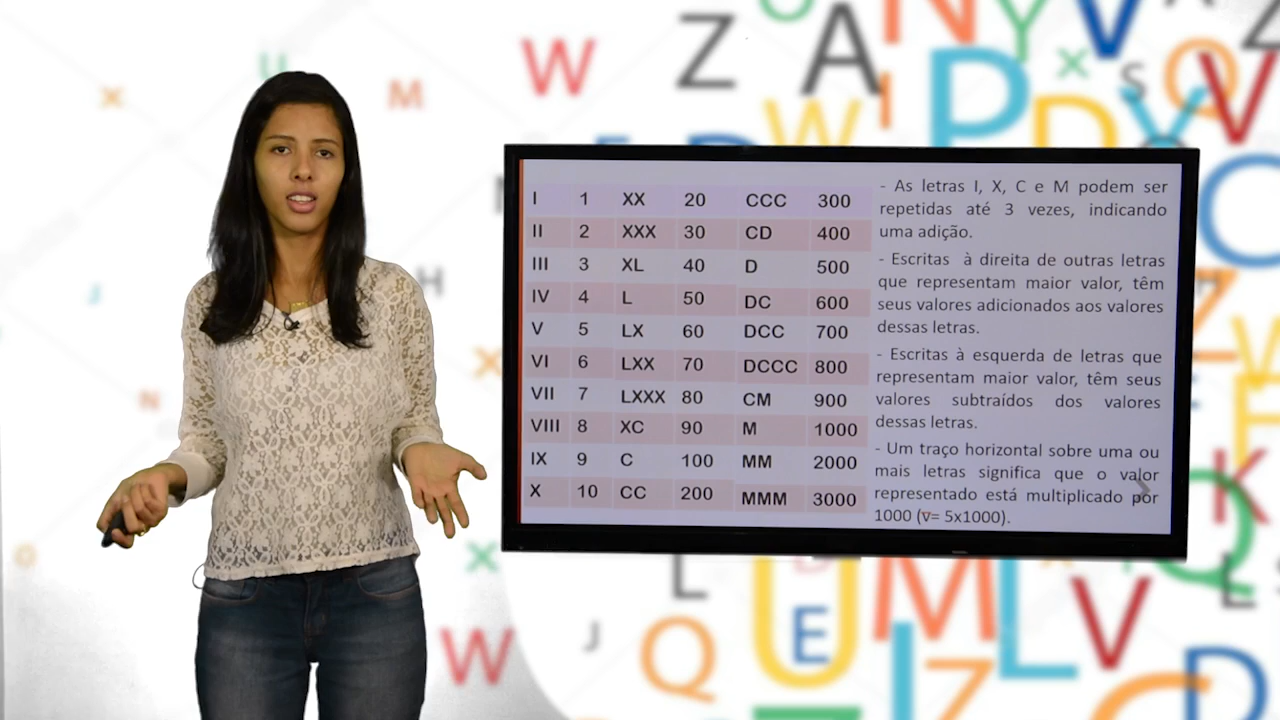 I 1 XX 20 CCC 300
II 2 XXX 30 CD 400
III 3 XL 40 D 500
IV 4 L 50 DC 600
V 5 LX 60 DCC 700
VI 6 LXX 70 DCCC 800
VII 7 LXXX 80 CM 900
VIII 8 XC 90 M 1000
IX 9 C 100 MM 2000
X 10 CC 200 MMM 3000
- As letras I, X, C e M podem ser
repetidas até 3 vezes, indicando
uma adição.
- Escritas à direita de outras letras
que representam maior valor, têm
seus valores adicionados aos valores
dessas letras.
- Escritas à esquerda de letras que
representam maior valor, têm seus
valores subtraídos dos valores
dessas letras.
- Um traço horizontal sobre uma ou
mais letras significa que o valor
representado está multiplicado por
1000 (V̅= 5x1000).